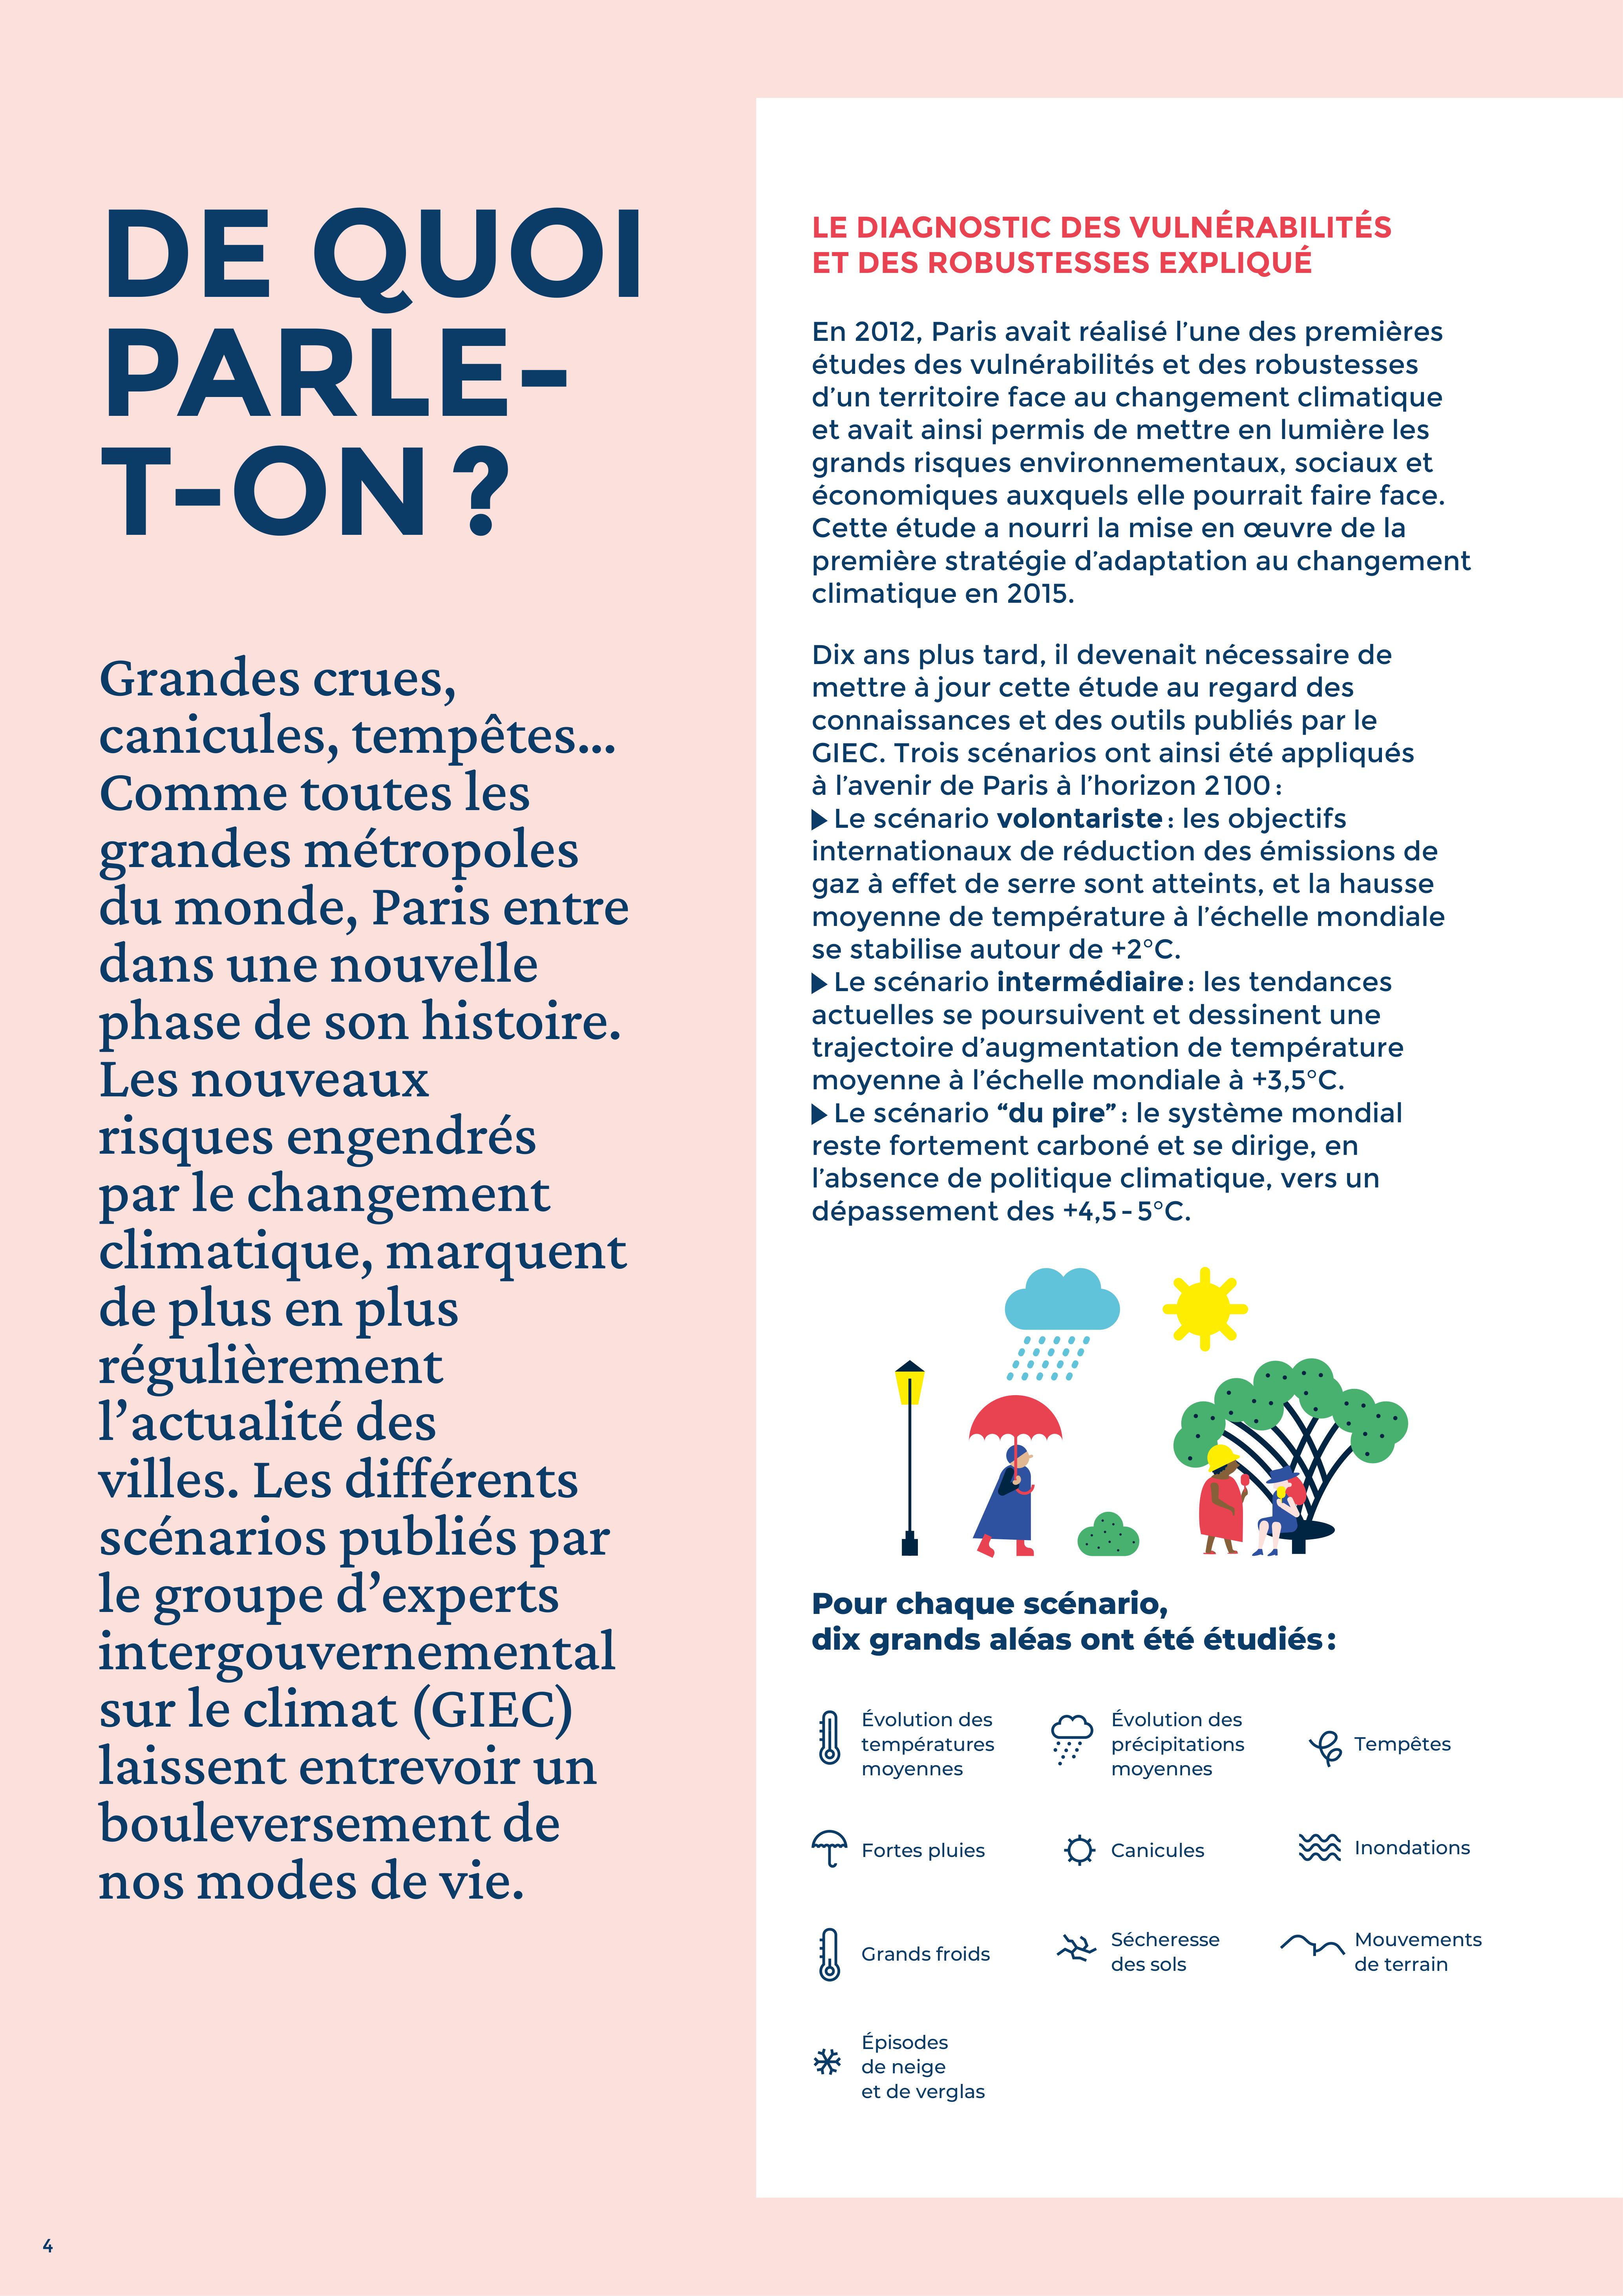 DE QUOI
PARLE-
T-ON ?
Grandes crues,
canicules, tempêtes...
Comme toutes les
grandes métropoles
du monde, Paris entre
dans une nouvelle
phase de son histoire.
Les nouveaux
risques engendrés
par le changement
climatique, marquent
de plus en plus
régulièrement
l’actualité des
villes. Les différents
scénarios publiés par
le groupe d’experts
intergouvernemental
sur le climat (GIEC)
laissent entrevoir un
bouleversement de
nos modes de vie.
LE DIAGNOSTIC DES VULNÉRABILITÉS
ET DES ROBUSTESSES EXPLIQUÉ
En 2012, Paris avait réalisé l’une des premières
études des vulnérabilités et des robustesses
d’un territoire face au changement climatique
et avait ainsi permis de mettre en lumière les
grands risques environnementaux, sociaux et
économiques auxquels elle pourrait faire face.
Cette étude a nourri la mise en œuvre de la
première stratégie d’adaptation au changement
climatique en 2015.
Dix ans plus tard, il devenait nécessaire de
mettre à jour cette étude au regard des
connaissances et des outils publiés par le
GIEC. Trois scénarios ont ainsi été appliqués
à l’avenir de Paris à l’horizon 2100 :
▶ Le scénario volontariste : les objectifs
internationaux de réduction des émissions de
gaz à effet de serre sont atteints, et la hausse
moyenne de température à l’échelle mondiale
se stabilise autour de +2°C.
▶ Le scénario intermédiaire : les tendances
actuelles se poursuivent et dessinent une
trajectoire d’augmentation de température
moyenne à l’échelle mondiale à +3,5°C.
▶ Le scénario “du pire” : le système mondial
reste fortement carboné et se dirige, en
l’absence de politique climatique, vers un
dépassement des +4,5 - 5°C.
Pour chaque scénario,
dix grands aléas ont été étudiés :
Évolution des
températures
moyennes
Évolution des
précipitations
moyennes
Tempêtes
Fortes pluies
Canicules
Inondations
Grands froids
Sécheresse
des sols
Mouvements
de terrain
Épisodes
de neige
et de verglas
4